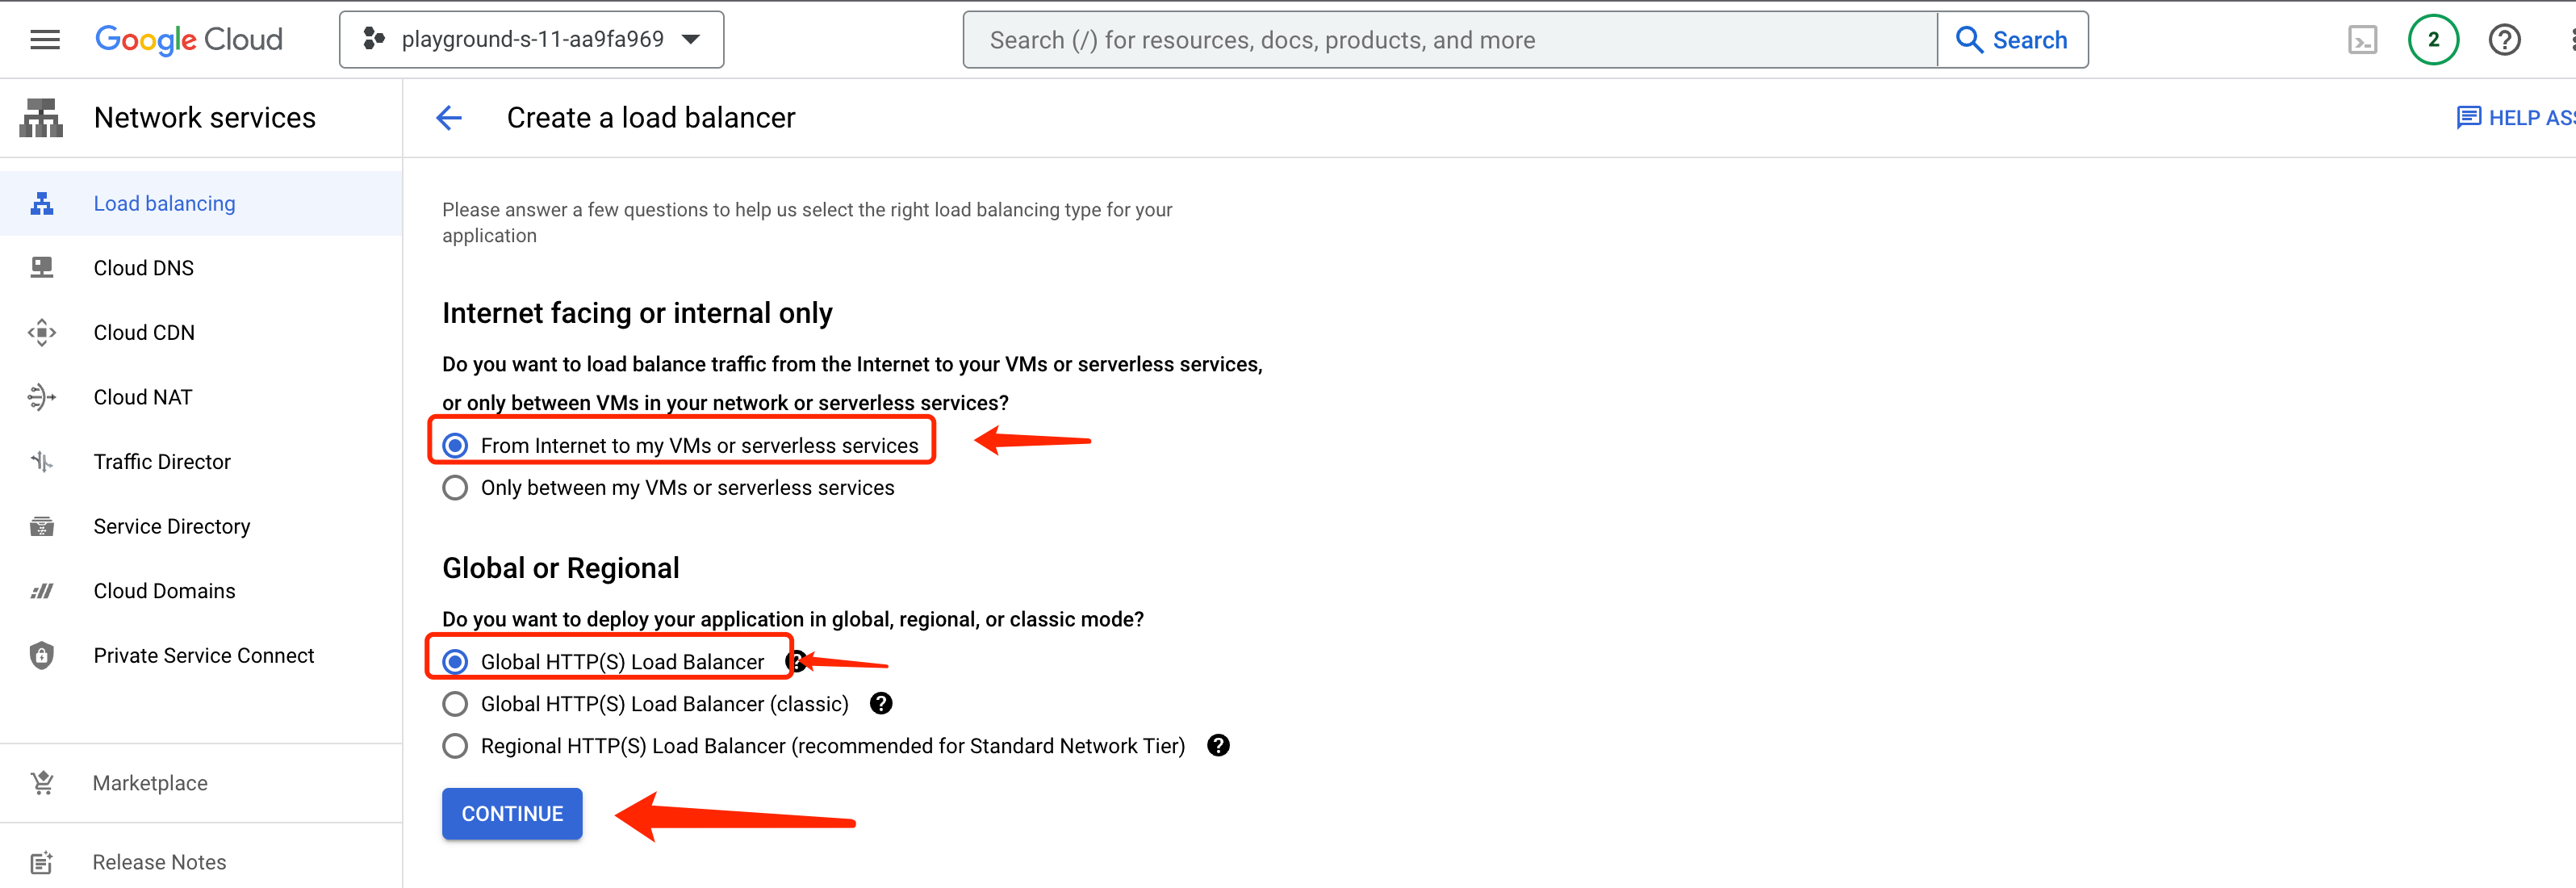 Google Cloud
playground-s-11-aa9fa969
Search (/) for resources, docs, products, and more
Search
2
Network services
Create a load balancer
HELP ASS
Load balancing
Cloud DNS
Cloud CDN
Cloud NAT
Traffic Director
Service Directory
Cloud Domains
Private Service Connect
Marketplace
Release Notes
Please answer a few questions to help us select the right load balancing type for your
application
Internet facing or internal only
Do you want to load balance traffic from the Internet to your VMs or serverless services,
or only between VMs in your network or serverless services?
From Internet to my VMs or serverless services
Only between my VMs or serverless services
Global or Regional
Do you want to deploy your application in global, regional, or classic mode?
Global HTTP(S) Load Balancer
Global HTTP(S) Load Balancer (classic)
Regional HTTP(S) Load Balancer (recommended for Standard Network Tier)
CONTINUE